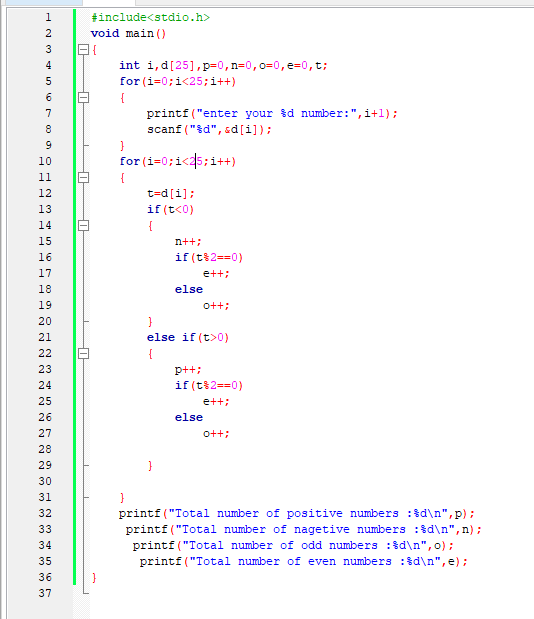 1 #include<stdio.h>
2 void main()
3 {
4 int i,d[25],p=0,n=0,o=0,e=0,t;
5 for(i=0;i<25;i++)
6 {
7 printf("enter your %d number:",i+1);
8 scanf("%d",&d[i]);
9 }
10 for(i=0;i<25;i++)
11 {
12 t=d[i];
13 if(t<0)
14 {
15 n++;
16 if(t%2==0)
17 e++;
18 else
19 o++;
20 }
21 else if(t>0)
22 {
23 p++;
24 if(t%2==0)
25 e++;
26 else
27 o++;
28
29 }
30
31 }
32 printf("Total number of positive numbers :%d\n",p);
33 printf("Total number of nagetive numbers :%d\n",n);
34 printf("Total number of odd numbers :%d\n",o);
35 printf("Total number of even numbers :%d\n",e);
36 }
37